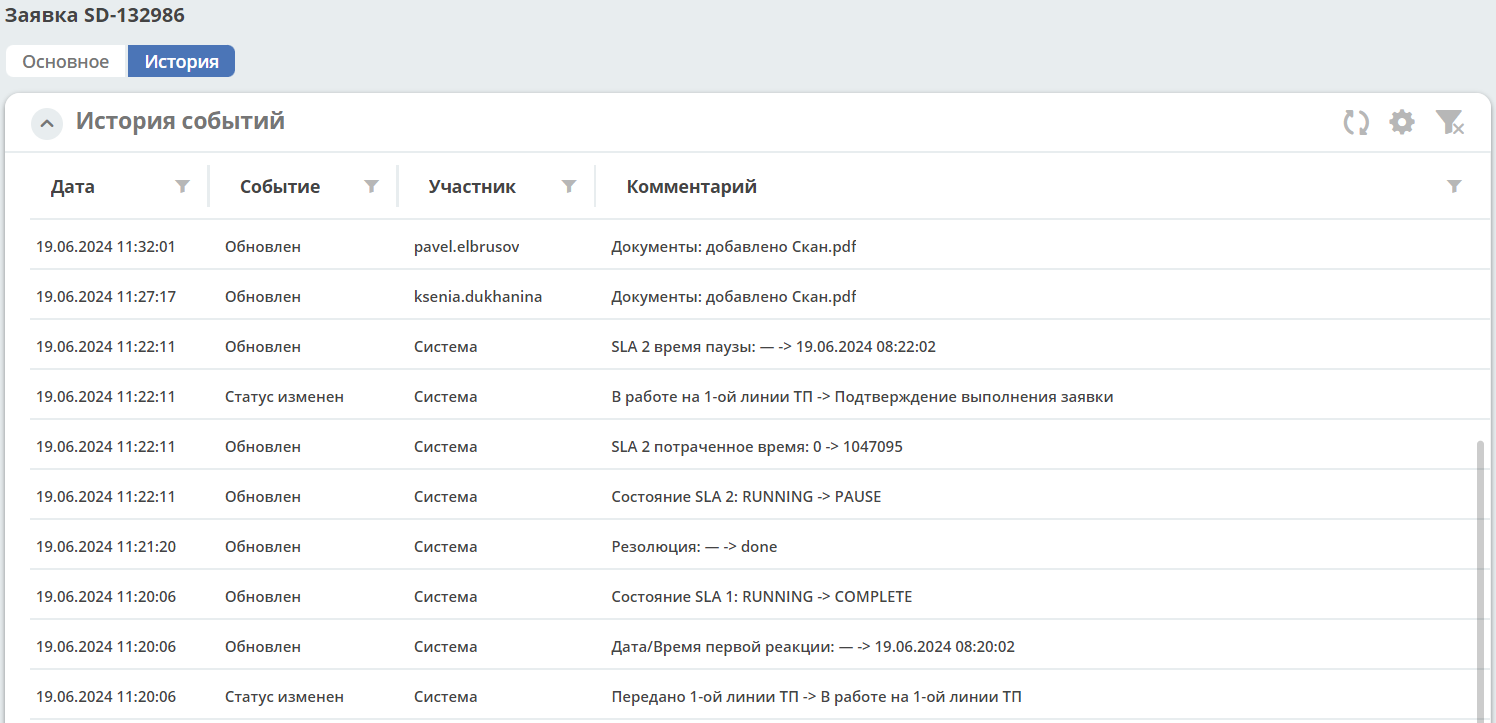 Заявка SD-132986
Основное История
История событий
Дата Событие Участник Комментарий
19.06.2024 11:32:01 Обновлен pavel.elbrusov Документы: добавлено Скан.pdf
19.06.2024 11:27:17 Обновлен ksenia.dukhanina Документы: добавлено Скан.pdf
19.06.2024 11:22:11 Обновлен Система SLA 2 время паузы: — -> 19.06.2024 08:22:02
19.06.2024 11:22:11 Статус изменен Система В работе на 1-ой линии ТП -> Подтверждение выполнения заявки
19.06.2024 11:22:11 Обновлен Система SLA 2 потраченное время: 0 -> 1047095
19.06.2024 11:22:11 Обновлен Система Состояние SLA 2: RUNNING -> PAUSE
19.06.2024 11:21:20 Обновлен Система Резолюция: — -> done
19.06.2024 11:20:06 Обновлен Система Состояние SLA 1: RUNNING -> COMPLETE
19.06.2024 11:20:06 Обновлен Система Дата/Время первой реакции: — -> 19.06.2024 08:20:02
19.06.2024 11:20:06 Статус изменен Система Передано 1-ой линии ТП -> В работе на 1-ой линии ТП